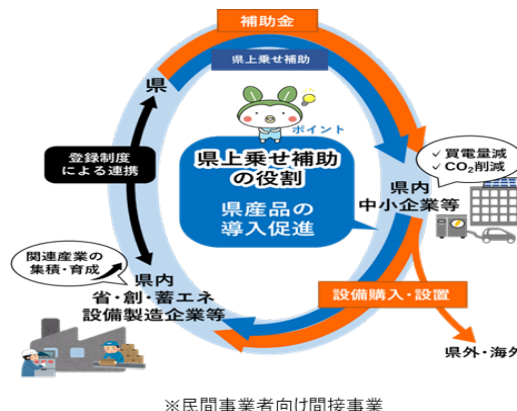 補助金
県上乗せ補助
県
ポイント
県上乗せ補助
の役割
県産品の
導入促進
登録制度
による連携
✓買電量減
✓CO₂削減
県内
中小企業等
関連産業の
集積・育成
県内
省・創・蓄エネ
設備製造企業等
設備購入・設置
県外・海外
※民間事業者向け間接事業